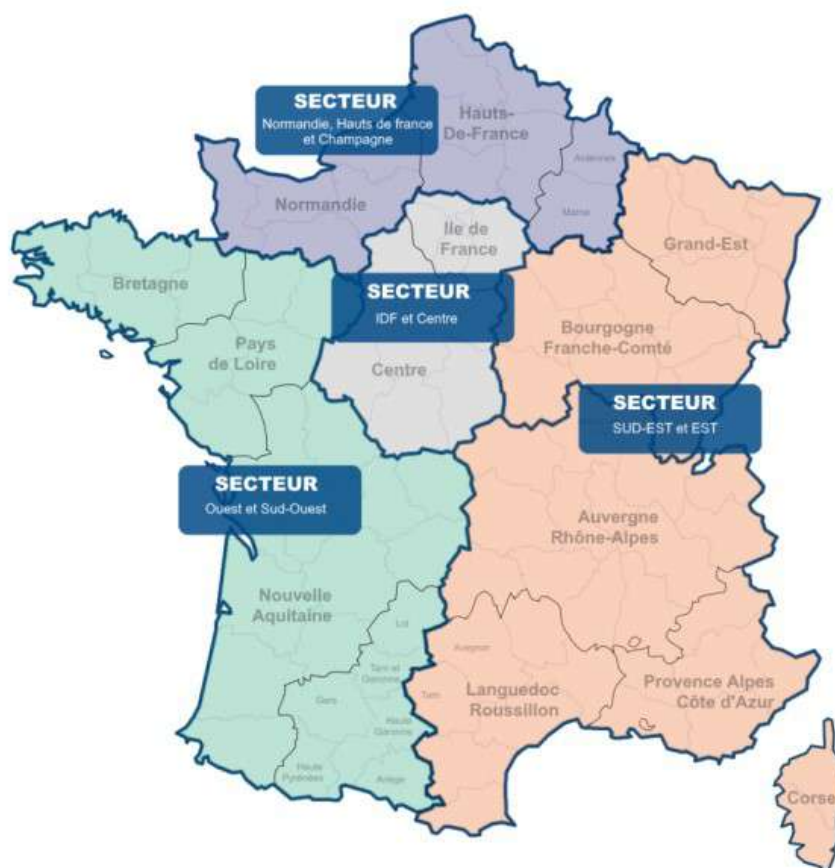 SECTEUR
Normandie, Hauts de france
et Champagne
Hauts-
De-France
Ardennes
Marne
Normandie
Ile de
France
Grand-Est
Bretagne
SECTEUR
IDF et Centre
Bourgogne
Franche-Comté
Pays
de Loire
Centre
SECTEUR
SUD-EST et EST
SECTEUR
Ouest et Sud-Ouest
Auvergne
Rhône-Alpes
Nouvelle
Aquitaine
Lot
Aveyron
Tarn et
Garonne
Tarn
Gers
Languedoc
Roussillon
Provence Alpes
Côte d'Azur
Haute
Garonne
Haute
Pyrénées
Ariège
Corse